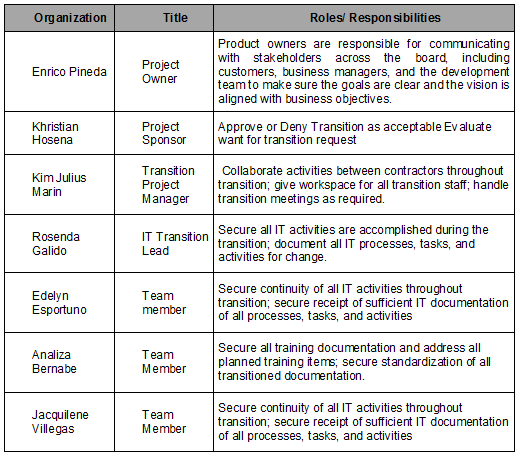 Organization Title Roles/ Responsibilities
Enrico Pineda
Project
Owner
Product owners are responsible for communicating
with stakeholders across the board, including
customers, business managers, and the development
team to make sure the goals are clear and the vision is
aligned with business objectives.
Khristian
Hosena
Project
Sponsor
Approve or Deny Transition as acceptable Evaluate
want for transition request
Kim Julius
Marin
Transition
Project
Manager
Collaborate activities between contractors throughout
transition; give workspace for all transition staff; handle
transition meetings as required.
Rosenda
Galido
IT Transition
Lead
Secure all IT activities are accomplished during the
transition; document all IT processes, tasks, and
activities for change.
Edelyn
Esportuno
Team
member
Secure continuity of all IT activities throughout
transition; secure receipt of sufficient IT documentation
of all processes, tasks, and activities
Analiza
Bernabe
Team
Member
Secure all training documentation and address all
planned training items; secure standardization of all
transitioned documentation.
Jacquilene
Villegas
Team
Member
Secure continuity of all IT activities throughout
transition; secure receipt of sufficient IT documentation
of all processes, tasks, and activities